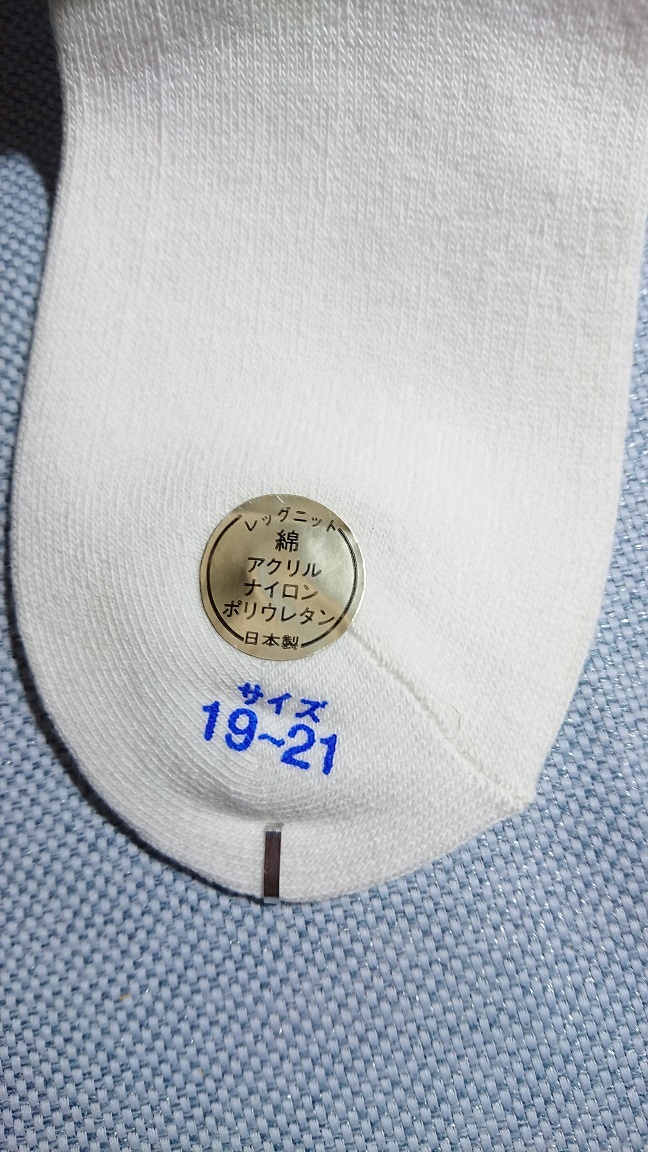 レッグニット
綿
アクリル
ナイロン
ポリウレタン
日本製
サイズ
19~21